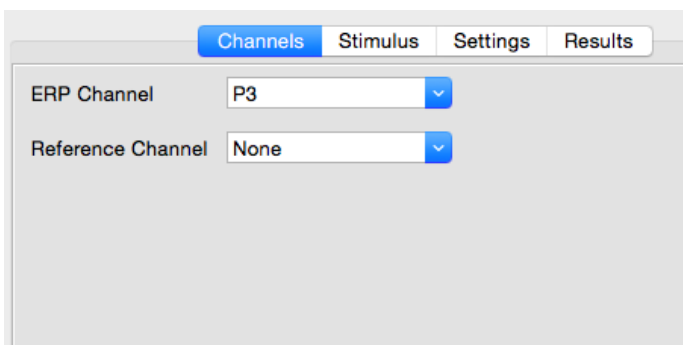 Channels Stimulus Settings Results
ERP Channel P3
Reference Channel None